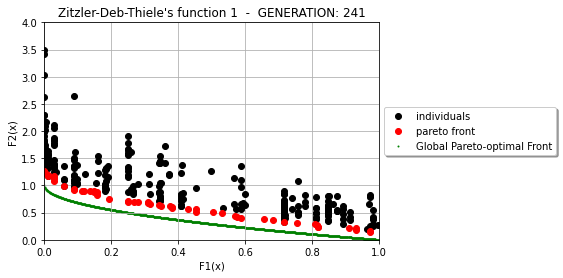 Zitzler-Deb-Thiele's function 1 - GENERATION: 241
4.0
3.5
3.0
2.5
2.0
1.5
1.0
0.5
0.0
F2(x)
0.0 0.2 0.4 0.6 0.8 1.0
F1(x)
individuals
pareto front
Global Pareto-optimal Front